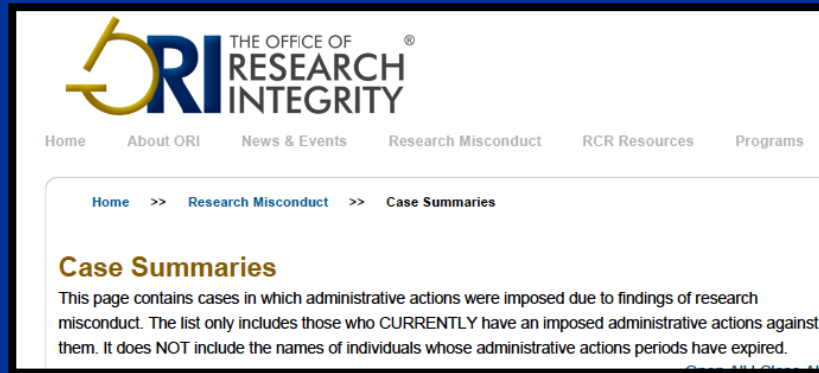 ORI THE OFFICE OF ®
RESEARCH
INTEGRITY
Home About ORI News & Events Research Misconduct RCR Resources Programs
Home >> Research Misconduct >> Case Summaries
Case Summaries
This page contains cases in which administrative actions were imposed due to findings of research
misconduct. The list only includes those who CURRENTLY have an imposed administrative actions against
them. It does NOT include the names of individuals whose administrative actions periods have expired.